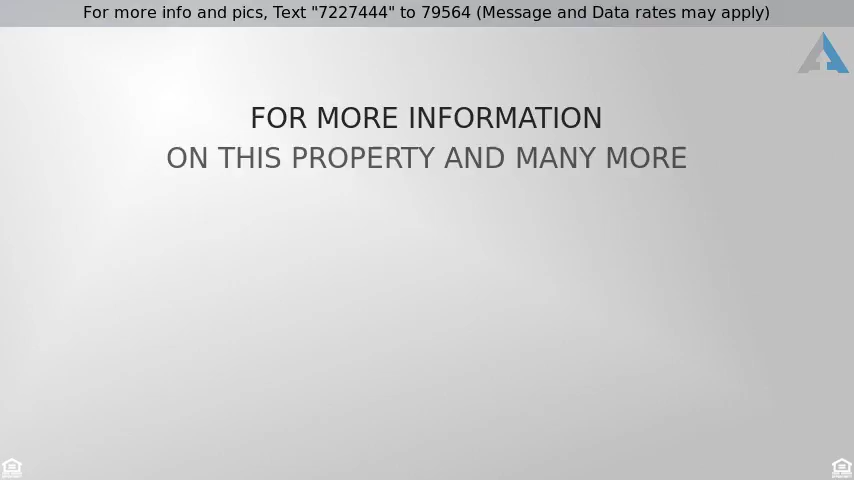 For more info and pics, Text "7227444" to 79564 (Message and Data rates may apply)
FOR MORE INFORMATION
ON THIS PROPERTY AND MANY MORE